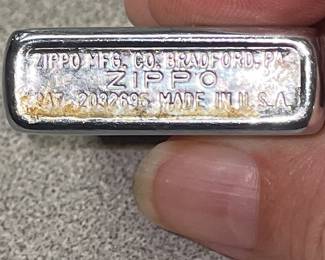 ZIPPO MFG. CO. BRADFORD, PA.
ZIPPO
PAT. 2032695 MADE IN U.S.A.